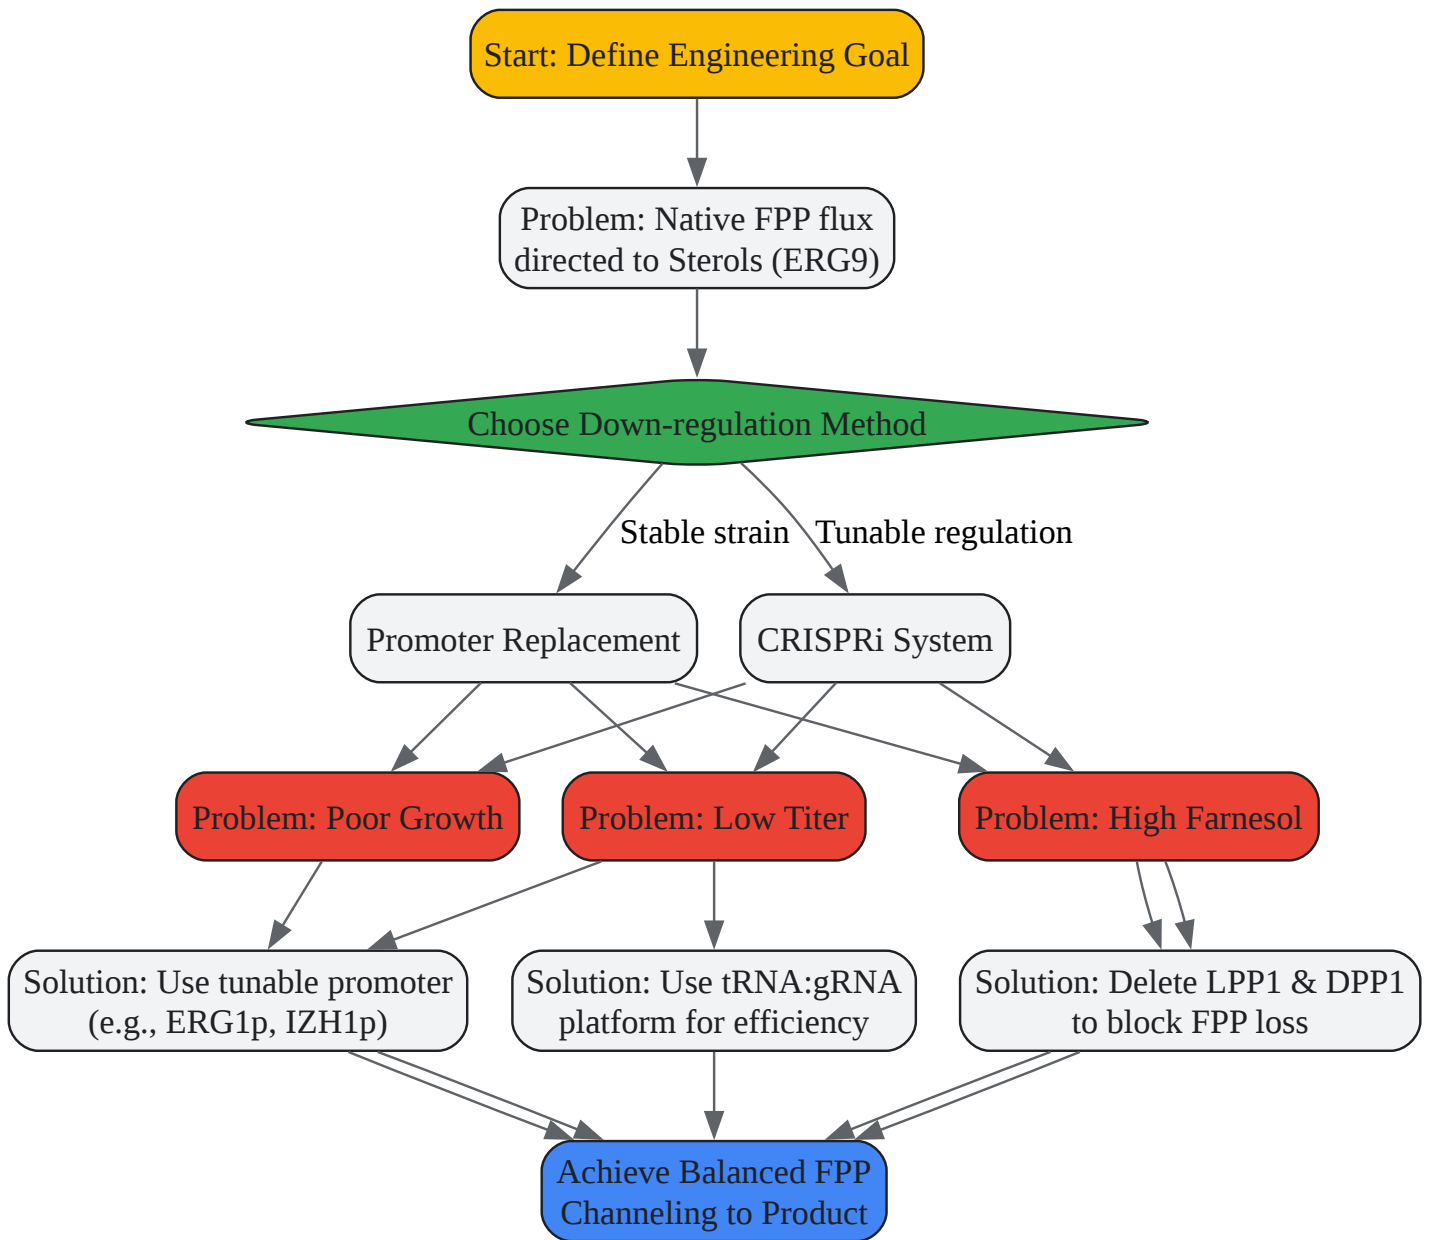 Start: Define Engineering Goal
Problem: Native FPP flux
directed to Sterols (ERG9)
Choose Down-regulation Method
Stable strain
Tunable regulation
Promoter Replacement
CRISPRi System
Problem: Poor Growth
Problem: Low Titer
Problem: High Farnesol
Solution: Use tunable promoter
(e.g., ERG1p, IZH1p)
Solution: Use tRNA:gRNA
platform for efficiency
Solution: Delete LPP1 & DPP1
to block FPP loss
Achieve Balanced FPP
Channeling to Product